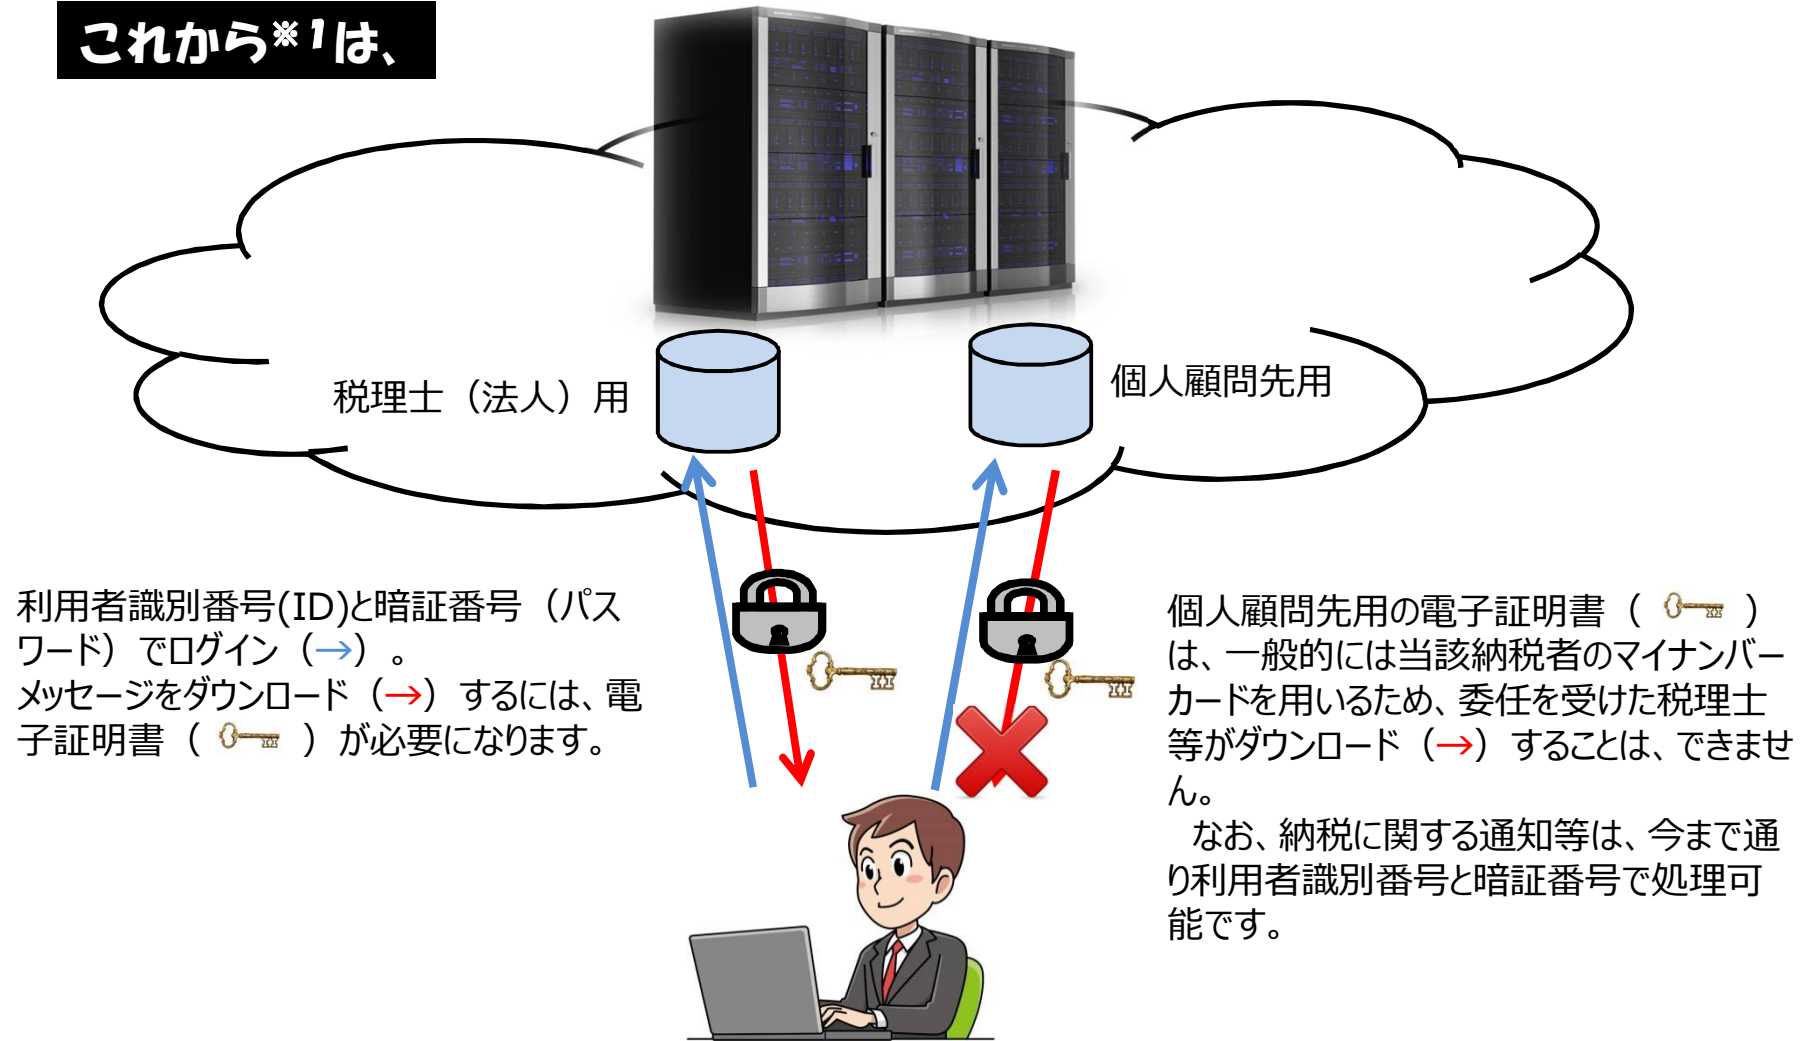 これから※1は、
税理士（法人）用
個人顧問先用
利用者識別番号(ID)と暗証番号（パス
ワード）でログイン（→）。
メッセージをダウンロード（→）するには、電
子証明書（ ）が必要になります。
個人顧問先用の電子証明書（ ）
は、一般的には当該納税者のマイナンバー
カードを用いるため、委任を受けた税理士
等がダウンロード（→）することは、できませ
ん。
　なお、納税に関する通知等は、今まで通
り利用者識別番号と暗証番号で処理可
能です。